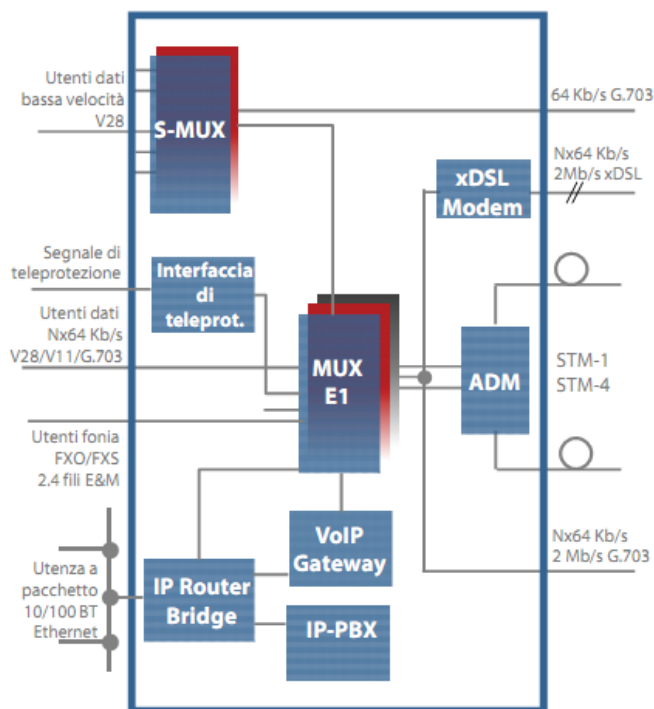 Utenti dati
bassa velocità
V28
S-MUX
64 Kb/s G.703
Nx64 Kb/s
2Mb/s xDSL
xDSL
Modem
Segnale di
teleprotezione
Interfaccia
di
teleprot.
Utenti dati
Nx64 Kb/s
V28/V11/G.703
MUX
E1
ADM
STM-1
STM-4
Utenti fonia
FXO/FXS
2.4 fili E&M
VoIP
Gateway
Nx64 Kb/s
2 Mb/s G.703
Utenza a
pacchetto
10/100 BT
Ethernet
IP Router
Bridge
IP-PBX